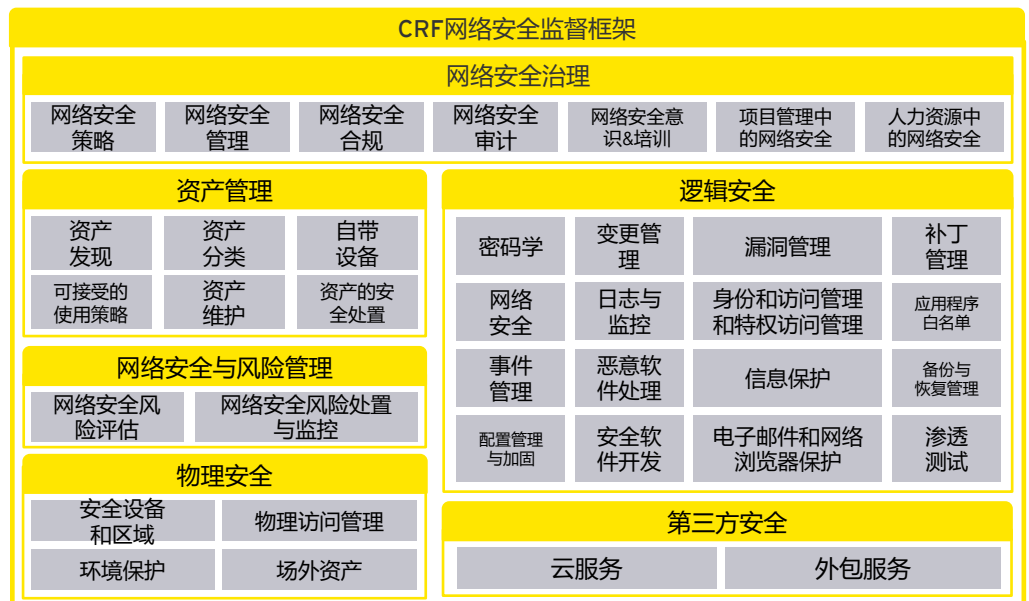 CRF网络安全监督框架
网络安全治理
网络安全
策略
网络安全
管理
网络安全
合规
网络安全
审计
网络安全意
识&培训
项目管理中
的网络安全
人力资源中
的网络安全
资产管理
资产
发现
资产
分类
自带
设备
可接受的
使用策略
资产
维护
资产的安
全处置
网络安全与风险管理
网络安全风
险评估
网络安全风险处置
与监控
物理安全
安全设备
和区域
物理访问管理
环境保护
场外资产
逻辑安全
密码学
变更管
理
漏洞管理
补丁
管理
网络
安全
日志与
监控
身份和访问管理
和特权访问管理
应用程序
白名单
事件
管理
恶意软
件处理
信息保护
备份与
恢复管理
配置管理
与加固
安全软
件开发
电子邮件和网络
浏览器保护
渗透
测试
第三方安全
云服务
外包服务